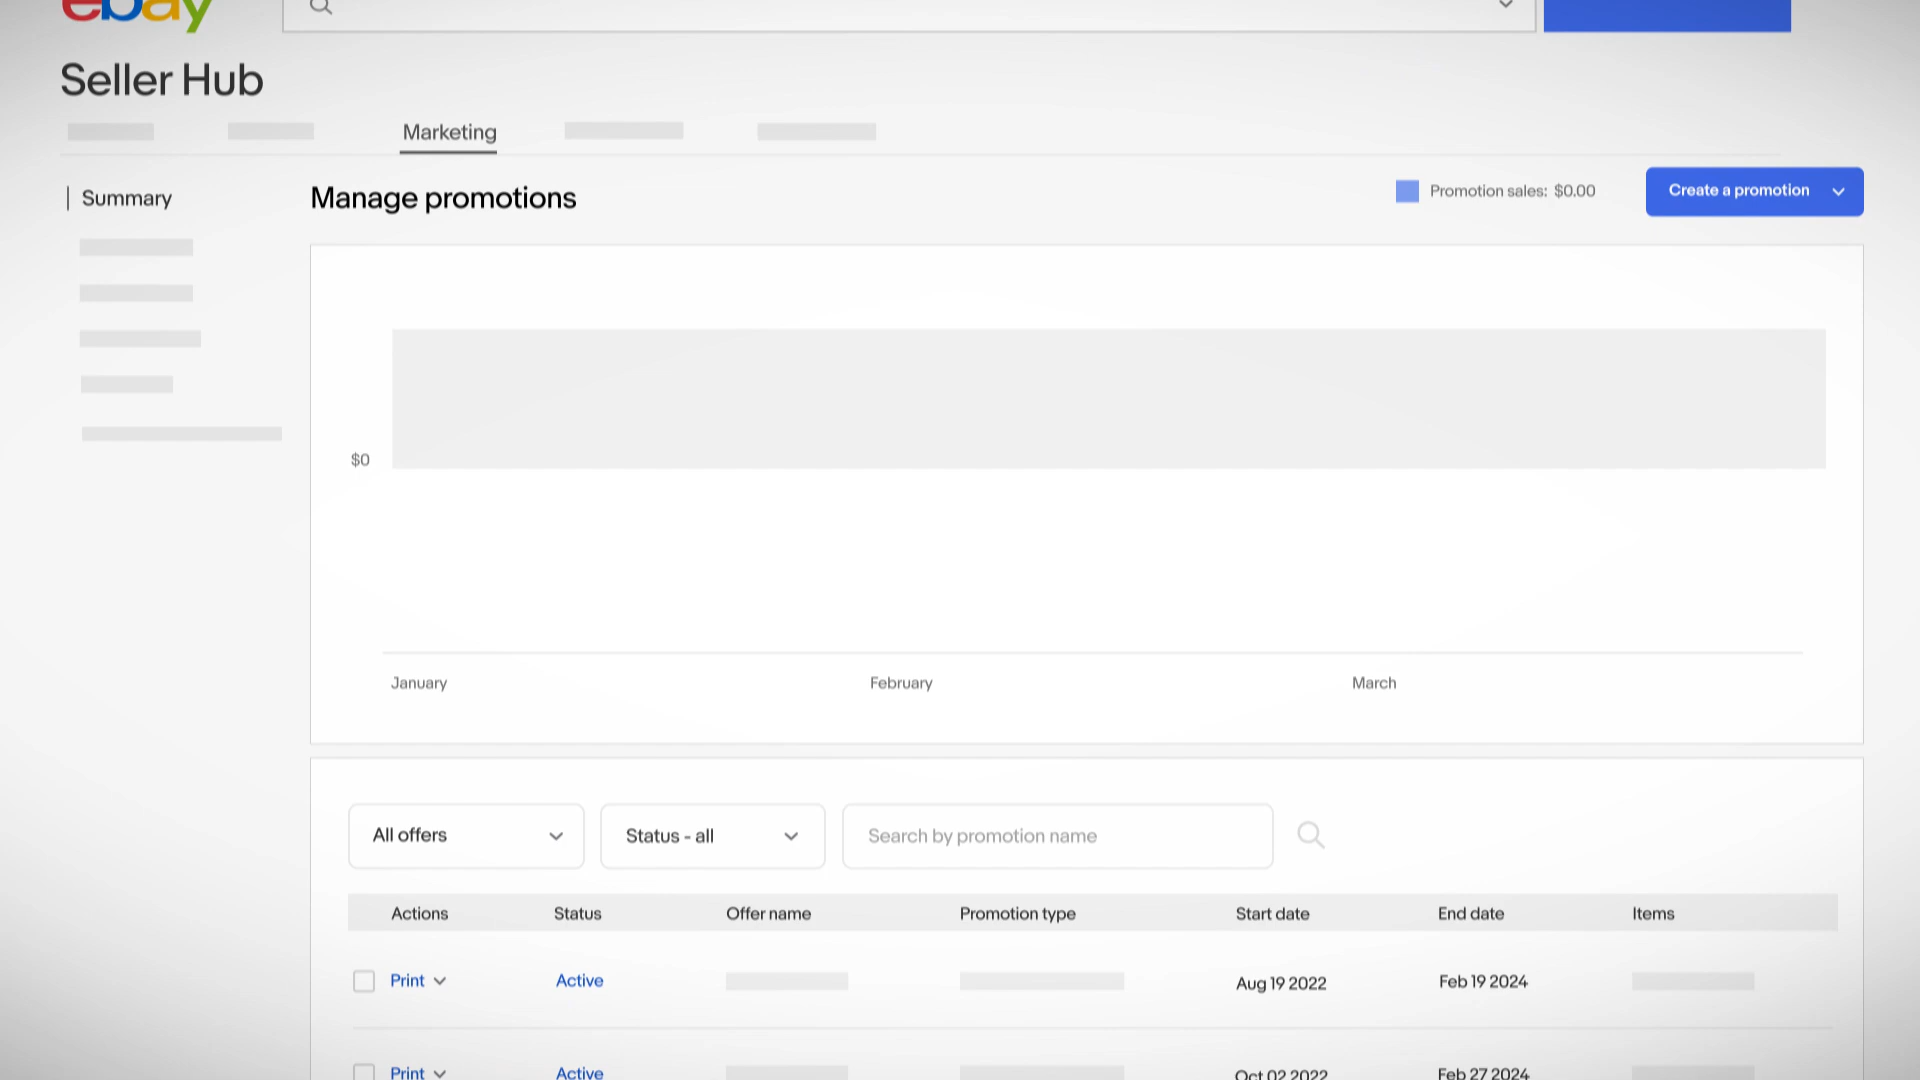 ebay
Seller Hub
Marketing
Summary
Manage promotions
Promotion sales: $0.00
Create a promotion
$0
January February March
All offers Status - all Search by promotion name
Actions Status Offer name Promotion type Start date End date Items
Print Active Aug 19 2022 Feb 19 2024
Print Active Oct 02 2022 Feb 27 2024